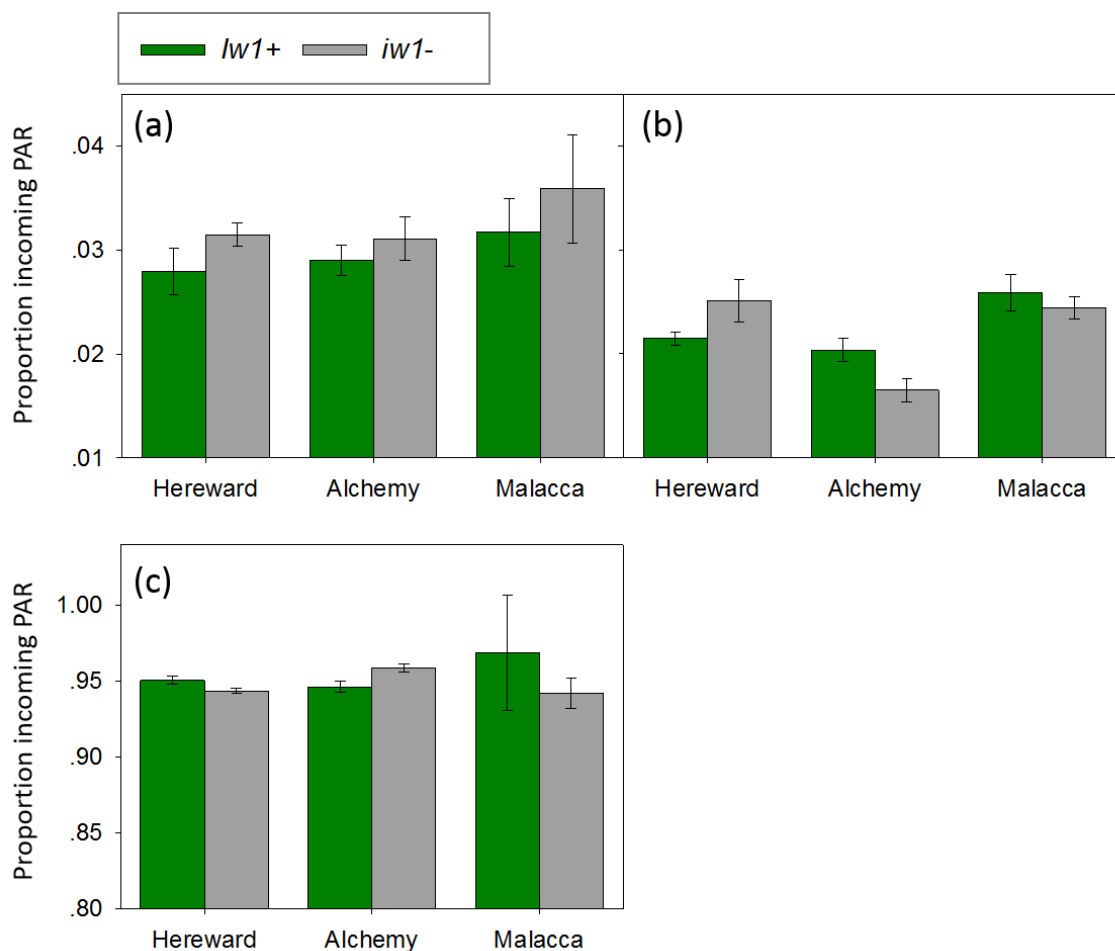 lw1+ iw1-
(a) (b)
Proportion incoming PAR
.04
.03
.02
.01
Hereward Alchemy Malacca Hereward Alchemy Malacca
(c)
Proportion incoming PAR
1.00
.95
.90
.85
.80
Hereward Alchemy Malacca